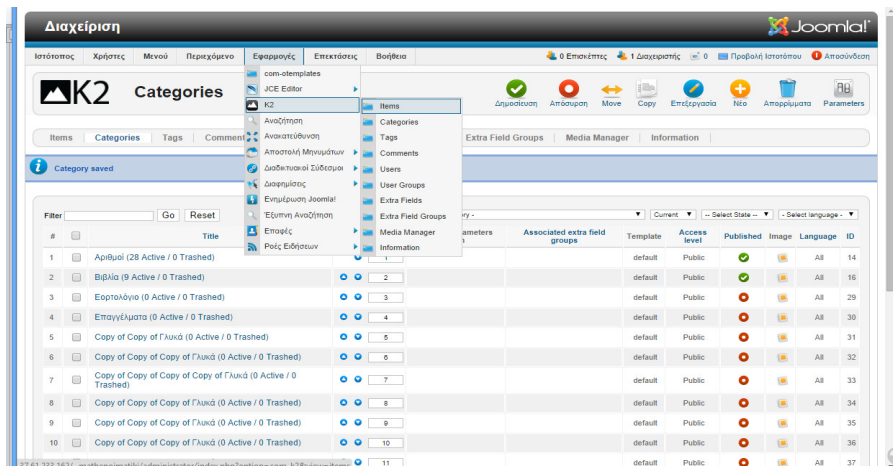 Διαχείριση
Joomla!
Ιστότοπος Χρήστες Μενού Περιεχόμενο Εφαρμογές Επεκτάσεις Βοήθεια 0 Επισκέπτες 1 Διαχειριστής 0 Προβολή Ιστοτόπου Αποσύνδεση
K2 Categories
Δημοσίευση Απόσυρση Move Copy Επεξεργασία Νέο Απορρίμματα Parameters
com-otemplates
JCE Editor
K2
Αναζήτηση
Ανακατεύθυνση
Αποστολή Μηνυμάτων
Διαδικτυακοί Σύδεσμοι
Διαφημίσεις
Ενημέρωση Joomla!
Έξυπνη Αναζήτηση
Επαφές
Ροές Ειδήσεων
Items
Categories
Tags
Comments
Users
User Groups
Extra Fields
Extra Field Groups
Media Manager
Information
Items Categories Tags Comment Extra Field Groups Media Manager Information
Category saved
Filter Go Reset Current -- Select State -- - Select language -
# Title Associated extra field groups Template Access level Published Image Language ID
1 Αριθμοί (28 Active / 0 Trashed) 1 default Public All 14
2 Βιβλία (9 Active / 0 Trashed) 2 default Public All 16
3 Εορτολόγιο (0 Active / 0 Trashed) 3 default Public All 29
4 Επαγγέλματα (0 Active / 0 Trashed) 4 default Public All 30
5 Copy of Copy of Γλυκά (0 Active / 0 Trashed) 5 default Public All 31
6 Copy of Copy of Copy of Γλυκά (0 Active / 0 Trashed) 6 default Public All 32
7 Copy of Copy of Copy of Copy of Γλυκά (0 Active / 0 Trashed) 7 default Public All 33
8 Copy of Copy of Copy of Γλυκά (0 Active / 0 Trashed) 8 default Public All 34
9 Copy of Copy of Copy of Γλυκά (0 Active / 0 Trashed) 9 default Public All 35
10 Copy of Copy of Copy of Γλυκά (0 Active / 0 Trashed) 10 default Public All 36
11 default Public All 37